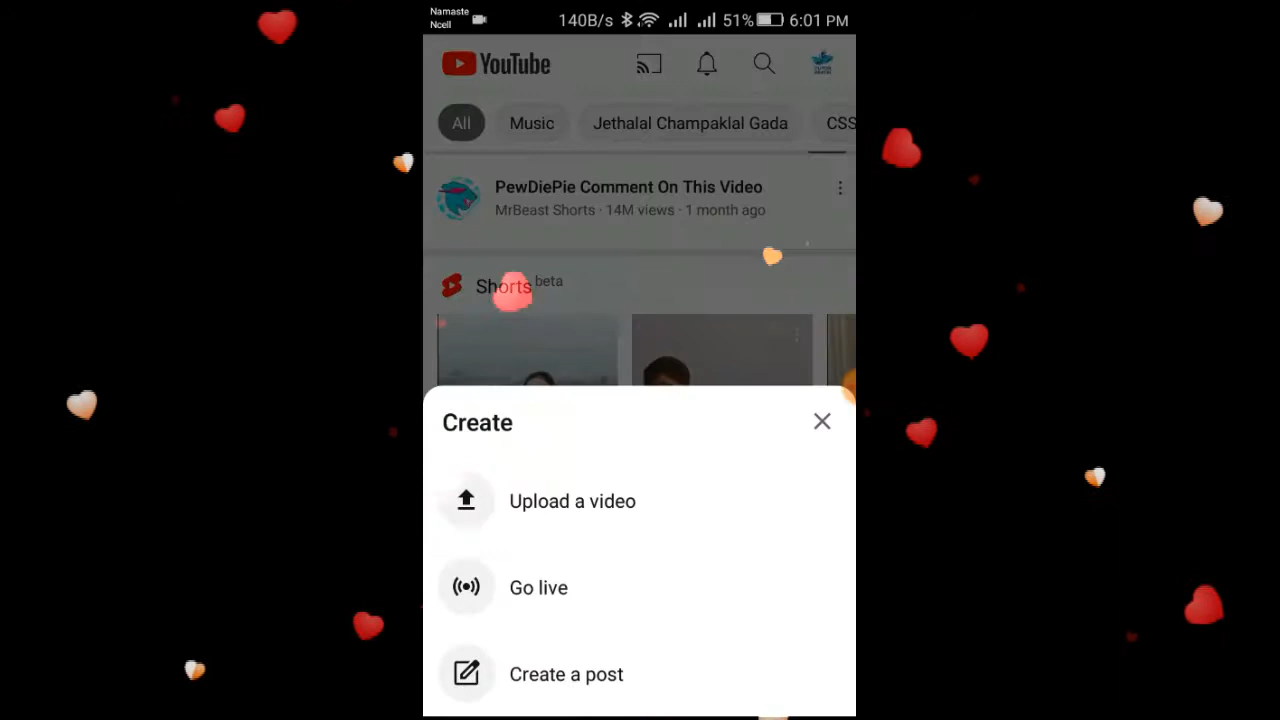 Namaste
Ncell
140B/s 51% 6:01 PM
YouTube
All Music Jethalal Champaklal Gada CSS
PewDiePie Comment On This Video
MrBeast Shorts · 14M views · 1 month ago
Shorts beta
Create
Upload a video
Go live
Create a post